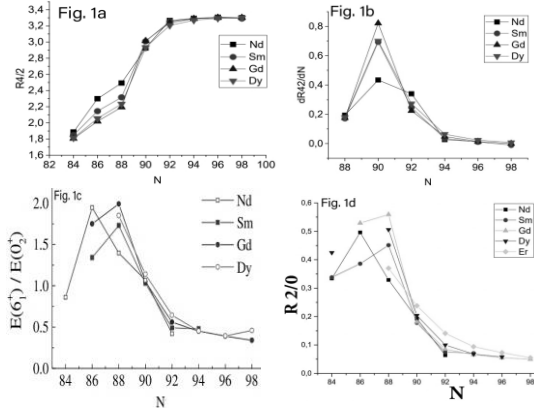 Fig. 1a
3,4
3,2
3,0
2,8
2,6
2,4
2,2
2,0
1,8
R4/2
Nd
Sm
Gd
Dy
82 84 86 88 90 92 94 96 98 100
N
Fig. 1b
0,8
0,6
0,4
0,2
0,0
dR42/dN
Nd
Sm
Gd
Dy
88 90 92 94 96 98
N
Fig. 1c
2.0
1.5
1.0
0.5
0.0
E(6₁⁺) / E(0₂⁺)
Nd
Sm
Gd
Dy
84 86 88 90 92 94 96 98
N
Fig. 1d
0,6
0,5
0,4
0,3
0,2
0,1
0,0
R 2/0
Nd
Sm
Gd
Dy
Er
84 86 88 90 92 94 96 98
N